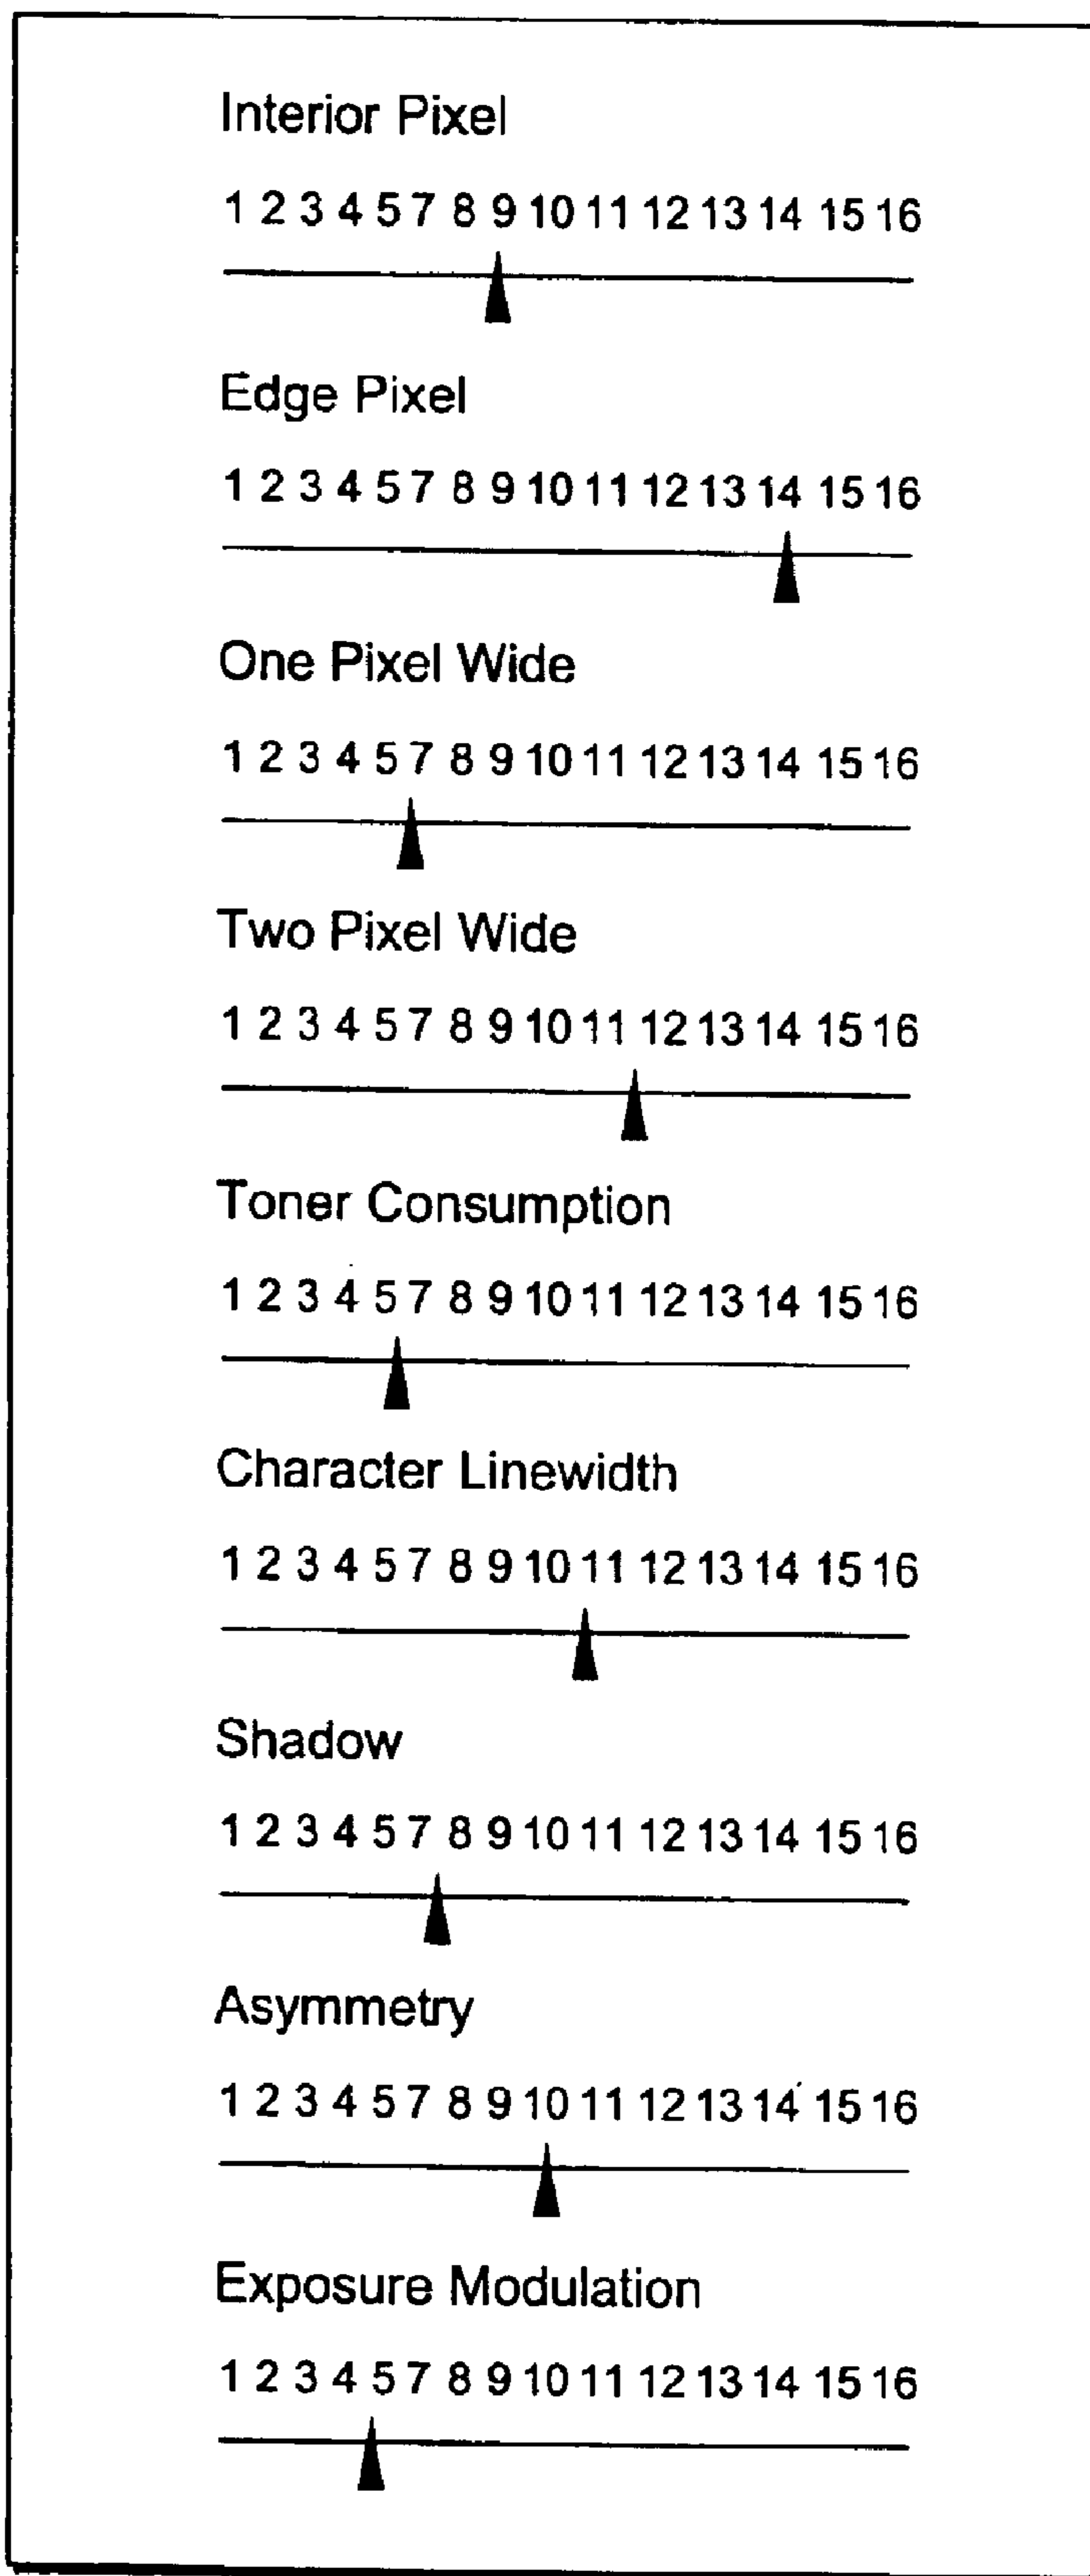 Interior Pixel
1 2 3 4 5 7 8 9 10 11 12 13 14 15 16
Edge Pixel
1 2 3 4 5 7 8 9 10 11 12 13 14 15 16
One Pixel Wide
1 2 3 4 5 7 8 9 10 11 12 13 14 15 16
Two Pixel Wide
1 2 3 4 5 7 8 9 10 11 12 13 14 15 16
Toner Consumption
1 2 3 4 5 7 8 9 10 11 12 13 14 15 16
Character Linewidth
1 2 3 4 5 7 8 9 10 11 12 13 14 15 16
Shadow
1 2 3 4 5 7 8 9 10 11 12 13 14 15 16
Asymmetry
1 2 3 4 5 7 8 9 10 11 12 13 14 15 16
Exposure Modulation
1 2 3 4 5 7 8 9 10 11 12 13 14 15 16